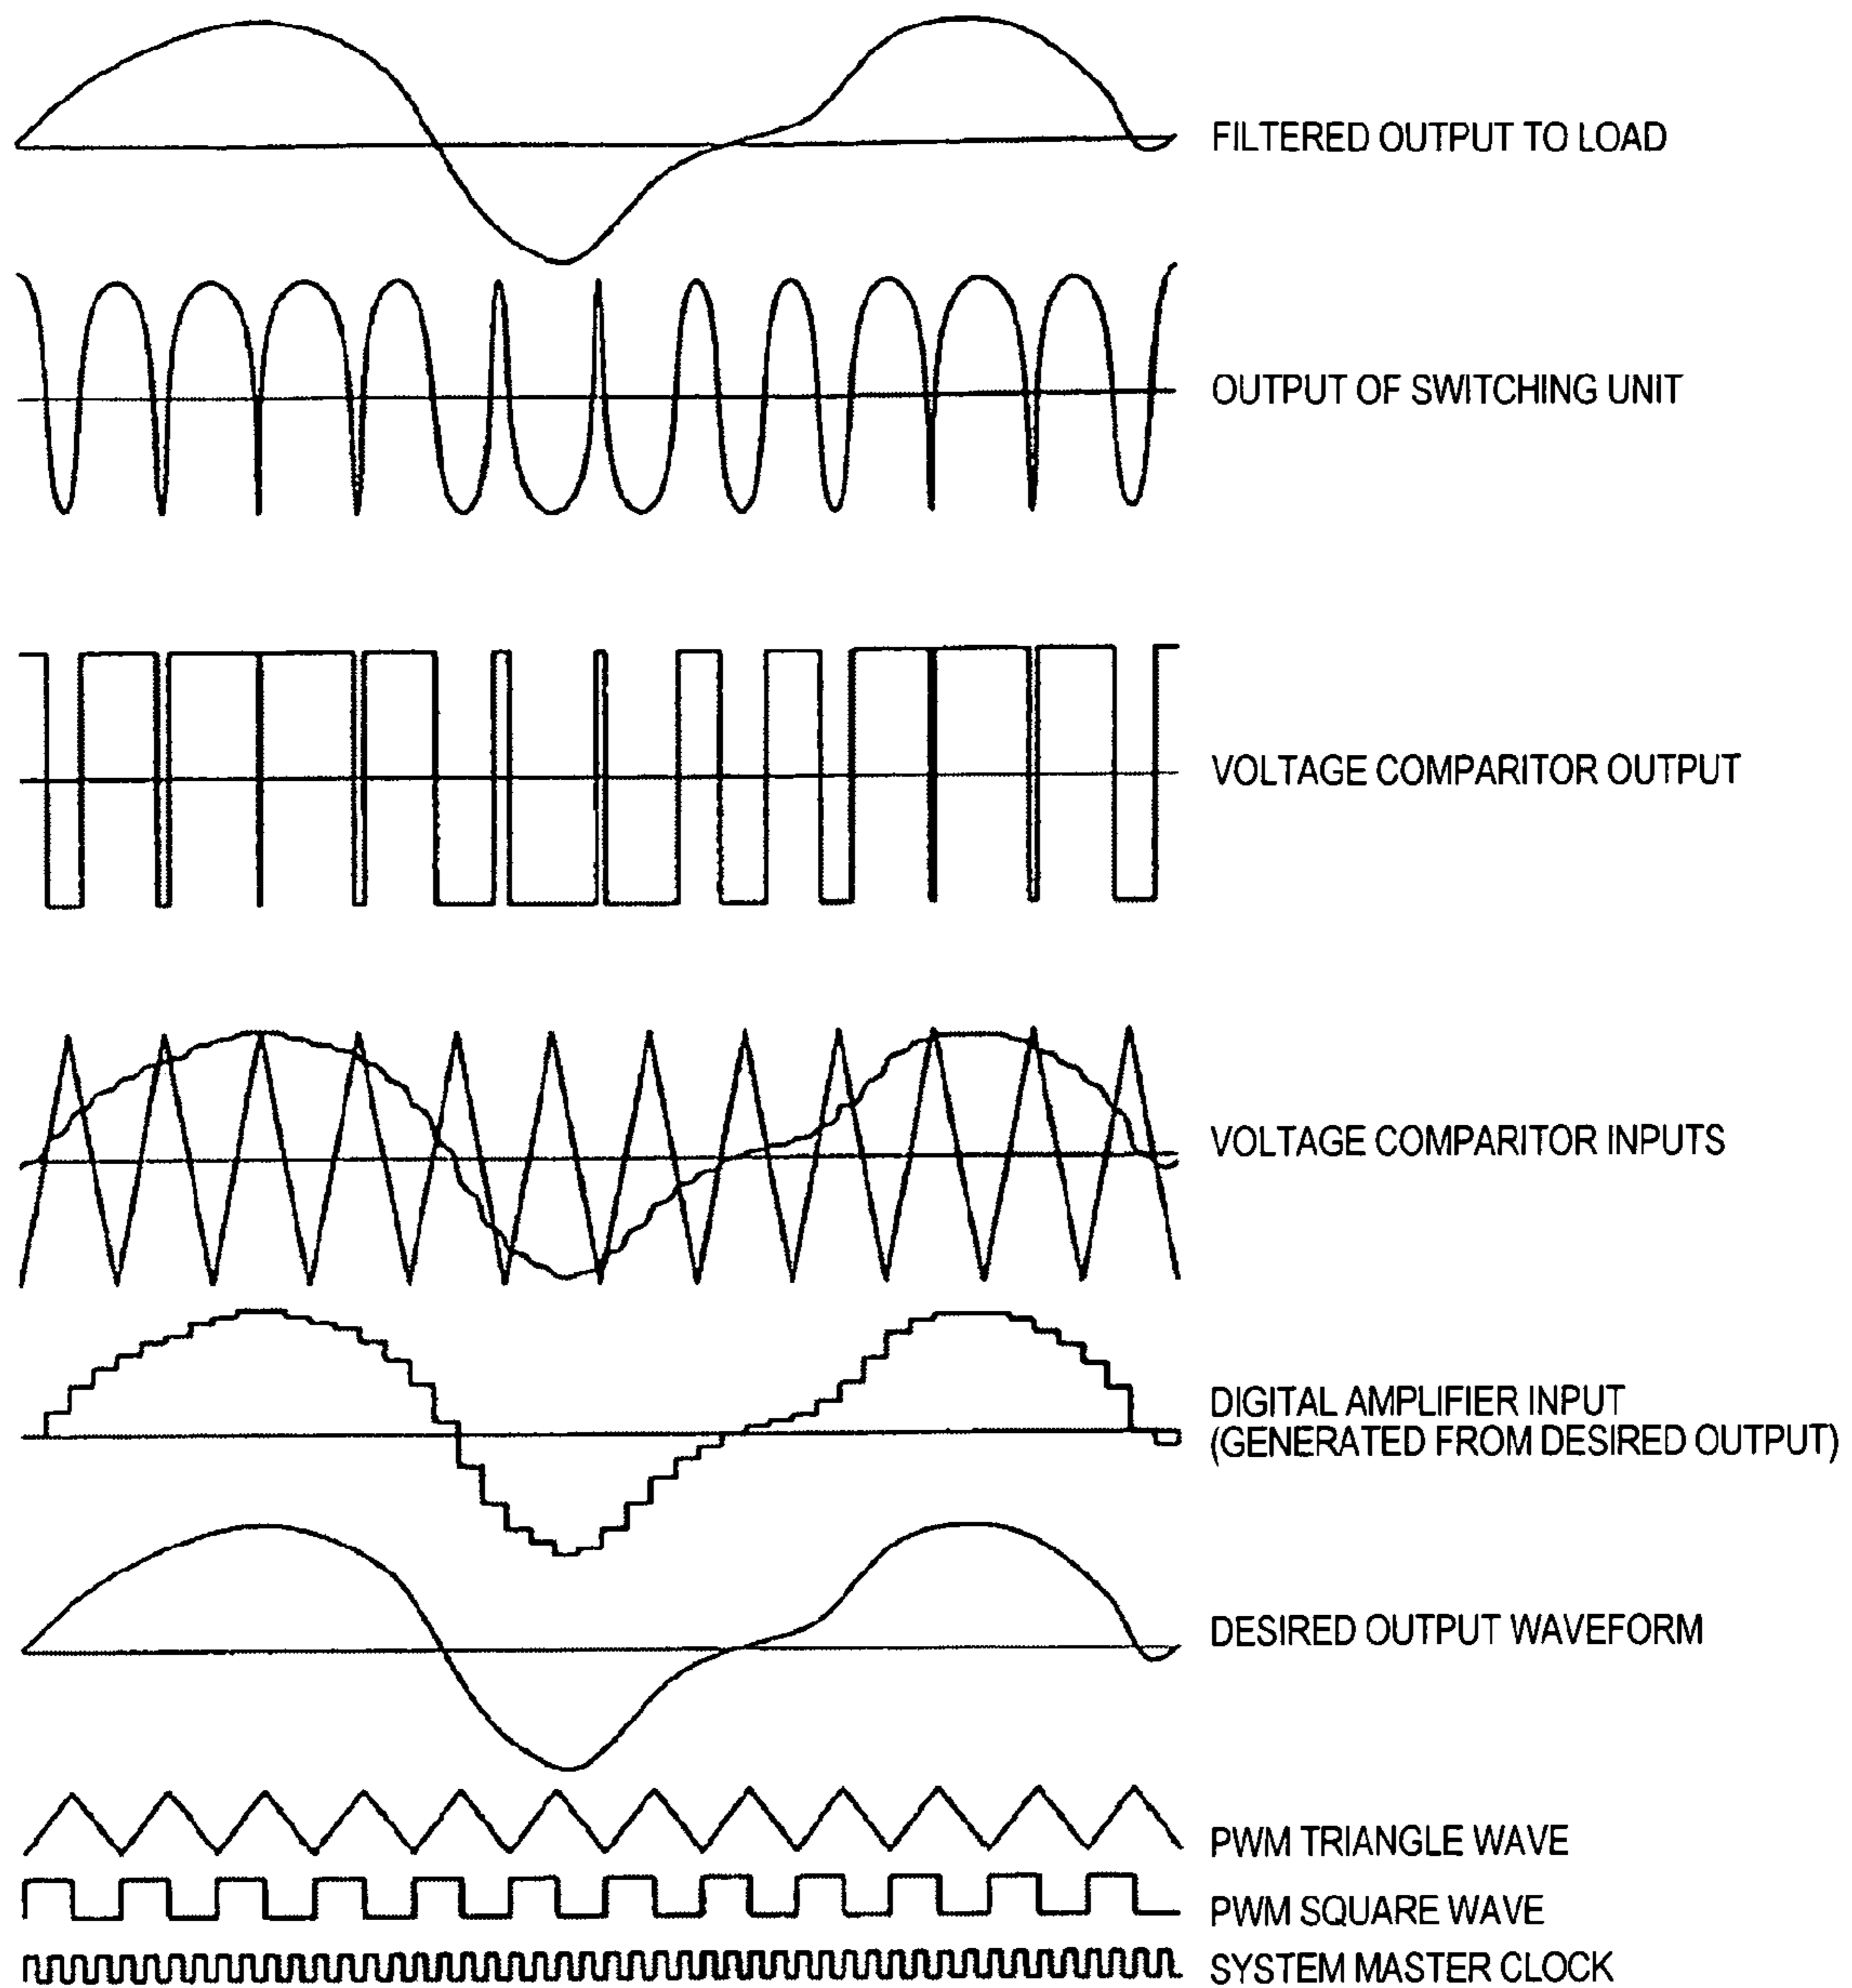 FILTERED OUTPUT TO LOAD
OUTPUT OF SWITCHING UNIT
VOLTAGE COMPARITOR OUTPUT
VOLTAGE COMPARITOR INPUTS
DIGITAL AMPLIFIER INPUT
(GENERATED FROM DESIRED OUTPUT)
DESIRED OUTPUT WAVEFORM
PWM TRIANGLE WAVE
PWM SQUARE WAVE
SYSTEM MASTER CLOCK